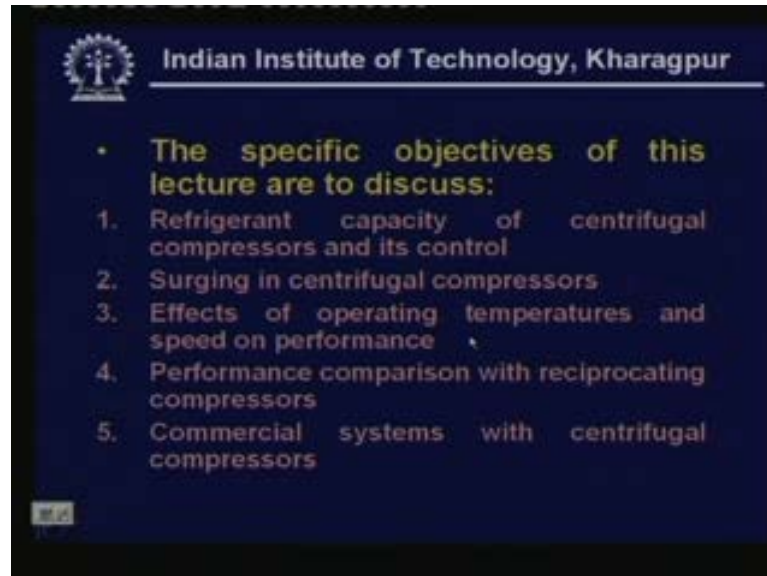 Indian Institute of Technology, Kharagpur
• The specific objectives of this
lecture are to discuss:
1. Refrigerant capacity of centrifugal
compressors and its control
2. Surging in centrifugal compressors
3. Effects of operating temperatures and
speed on performance
4. Performance comparison with reciprocating
compressors
5. Commercial systems with centrifugal
compressors